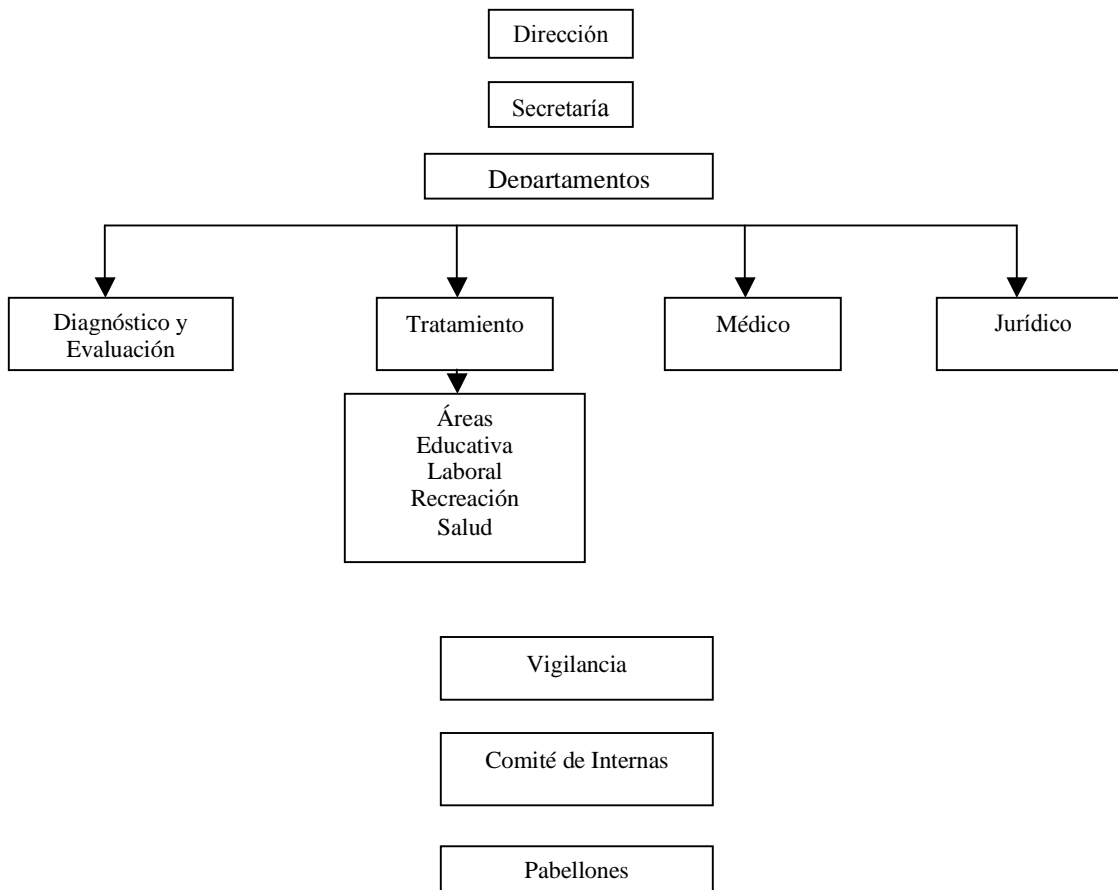 Dirección
Secretaría
Departamentos
Diagnóstico y
Evaluación
Tratamiento
Médico
Jurídico
Áreas
Educativa
Laboral
Recreación
Salud
Vigilancia
Comité de Internas
Pabellones